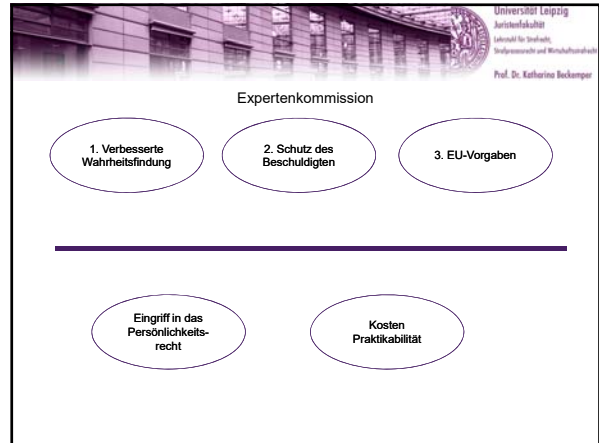 Universität Leipzig
Juristenfakultät
Lehrstuhl für Strafrecht,
Strafprozessrecht und Wirtschaftsstrafrecht
Prof. Dr. Katharina Beckemper
Expertenkommission
1. Verbesserte
Wahrheitsfindung
2. Schutz des
Beschuldigten
3. EU-Vorgaben
Eingriff in das
Persönlichkeits-
recht
Kosten
Praktikabilität